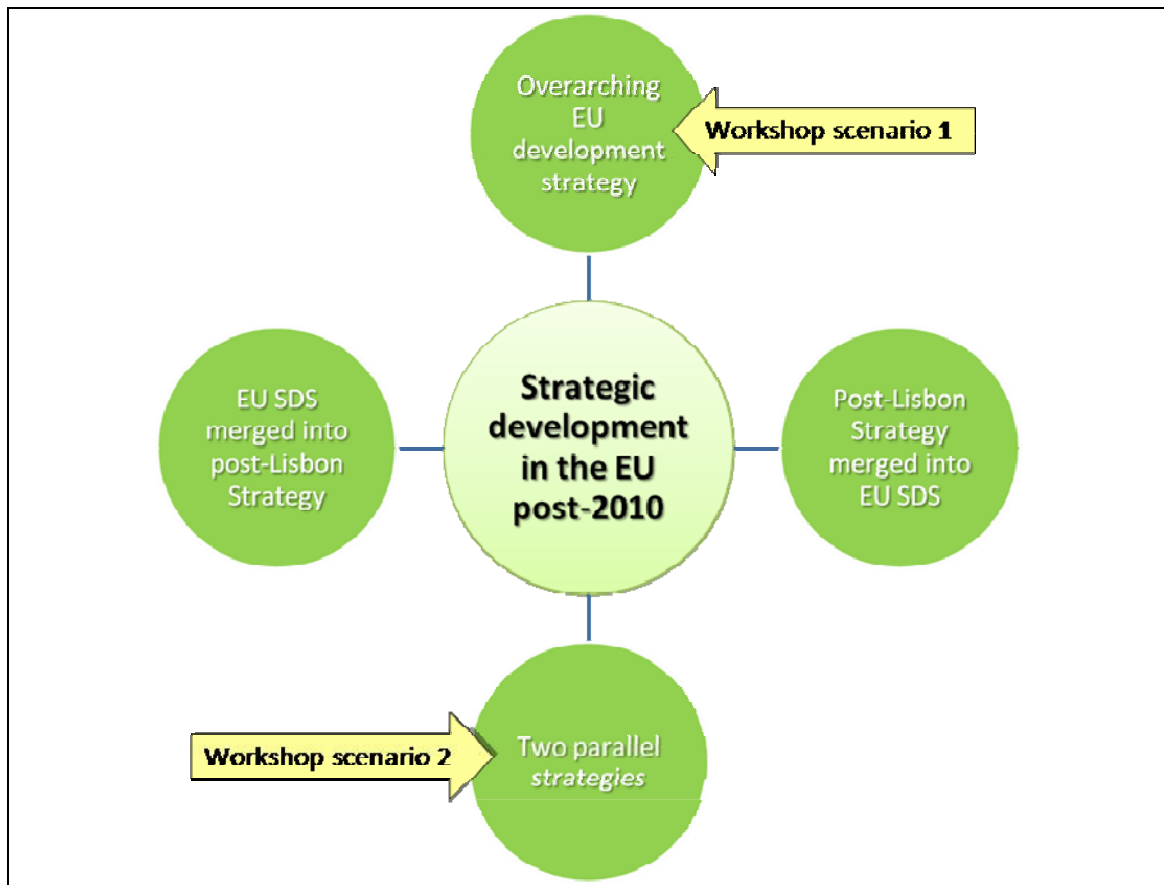 Overarching
EU
development
strategy
Workshop scenario 1
EU SDS
merged into
post-Lisbon
Strategy
Strategic
development
in the EU
post-2010
Post-Lisbon
Strategy
merged into
EU SDS
Workshop scenario 2
Two parallel
strategies